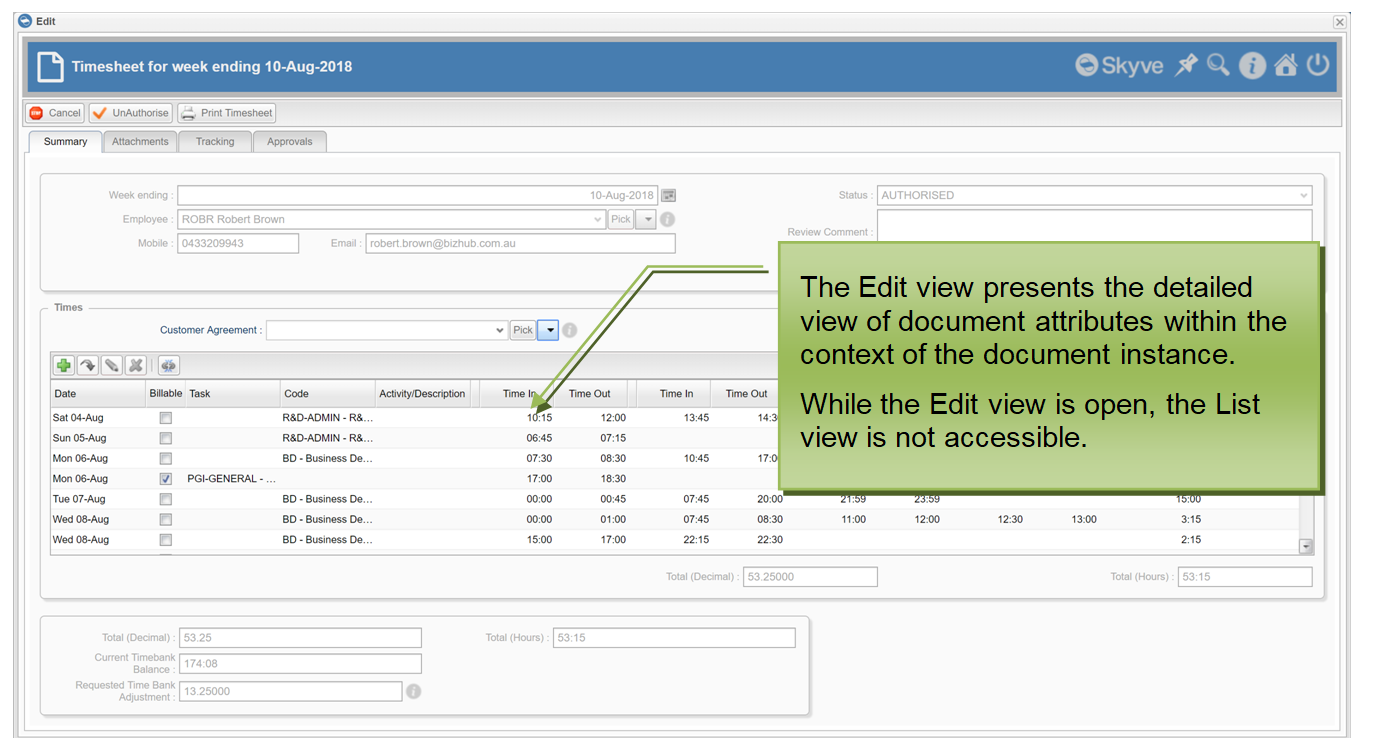 Edit
Timesheet for week ending 10-Aug-2018
Skyve
Cancel UnAuthorise Print Timesheet
Summary Attachments Tracking Approvals
Week ending : 10-Aug-2018 Status : AUTHORISED
Employee : ROBR Robert Brown Pick
Review Comment :
Mobile : 0433209943 Email : robert.brown@bizhub.com.au
The Edit view presents the detailed
view of document attributes within the
context of the document instance.
While the Edit view is open, the List
view is not accessible.
Times
Customer Agreement : Pick
Date Billable Task Code Activity/Description Time In Time Out Time In Time Out
Sat 04-Aug R&D-ADMIN - R&... 10:15 12:00 13:45
Sun 05-Aug R&D-ADMIN - R&... 06:45 07:15
Mon 06-Aug BD - Business De... 07:30 08:30 10:45
Mon 06-Aug PGI-GENERAL - ... 17:00 18:30
Tue 07-Aug BD - Business De... 00:00 00:45 07:45 20:00 21:59 23:59 15:00
Wed 08-Aug BD - Business De... 00:00 01:00 07:45 08:30 11:00 12:00 12:30 13:00 3:15
Wed 08-Aug BD - Business De... 15:00 17:00 22:15 22:30 2:15
Total (Decimal) : 53.25000 Total (Hours) : 53:15
Total (Decimal) : 53.25 Total (Hours) : 53:15
Current Timebank
Balance : 174:08
Requested Time Bank
Adjustment : 13.25000